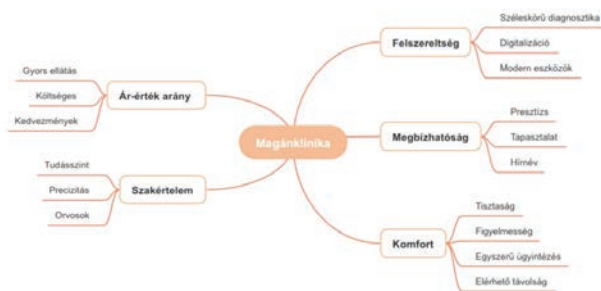 Magánklinika
Ár-érték arány
Gyors ellátás
Költséges
Kedvezmények
Szakértelem
Tudásszint
Precizitás
Orvosok
Felszereltség
Széleskörű diagnosztika
Digitalizáció
Modern eszközök
Megbízhatóság
Presztízs
Tapasztalat
Hírnév
Komfort
Tisztaság
Figyelmesség
Egyszerű ügyintézés
Elérhető távolság